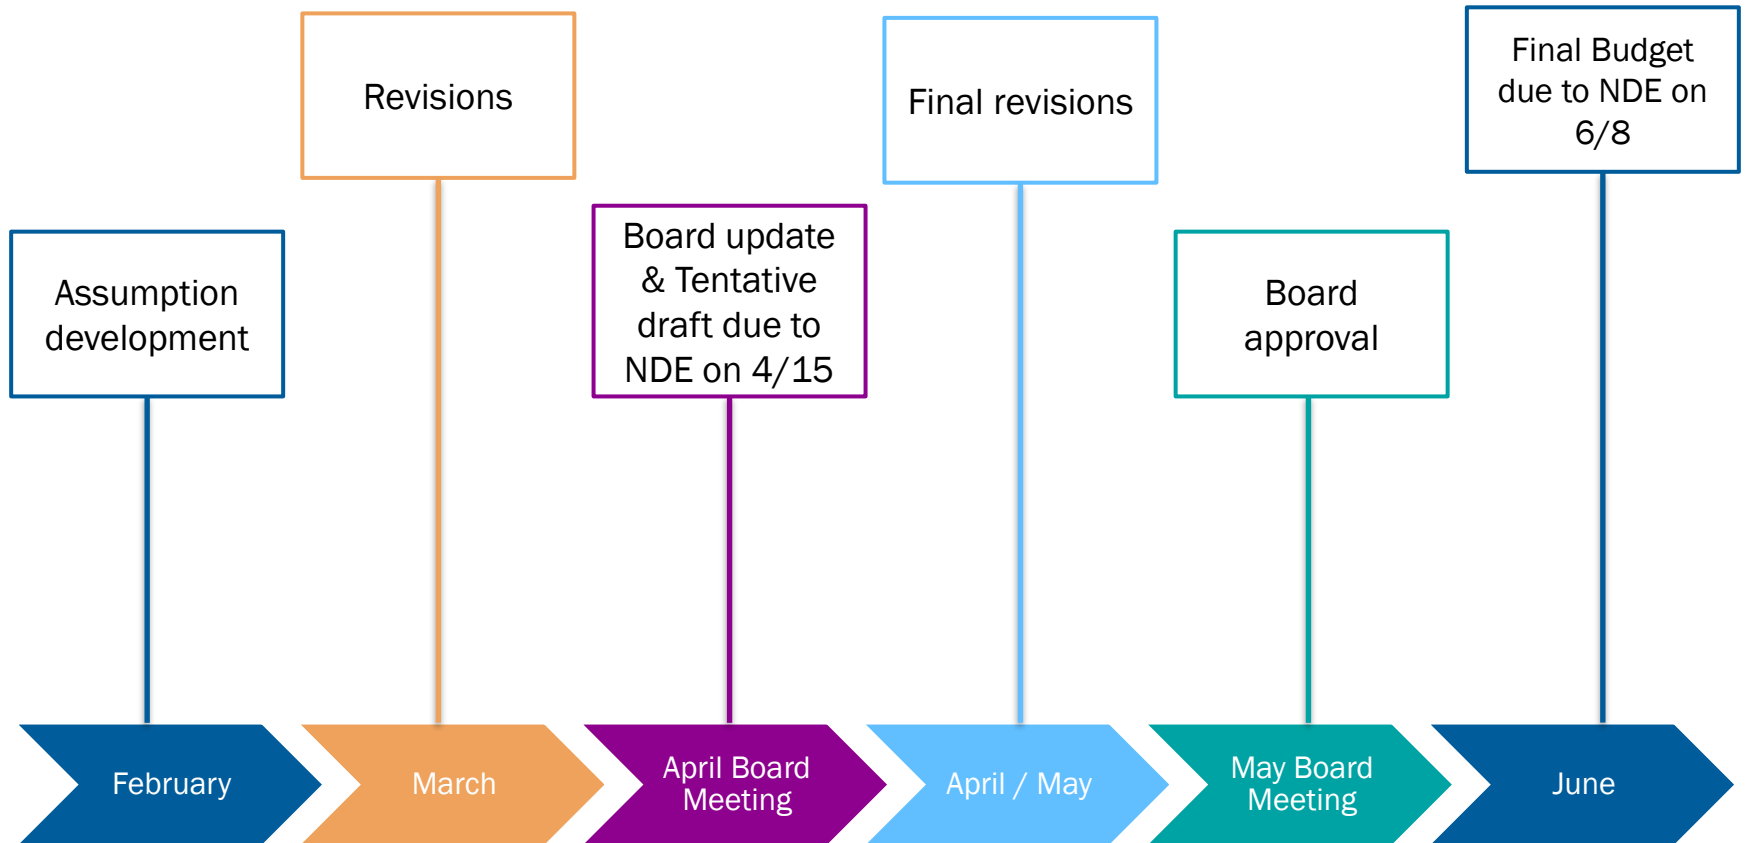 Revisions
Final revisions
Final Budget
due to NDE on
6/8
Assumption
development
Board update
& Tentative
draft due to
NDE on 4/15
Board
approval
February
March
April Board
Meeting
April / May
May Board
Meeting
June